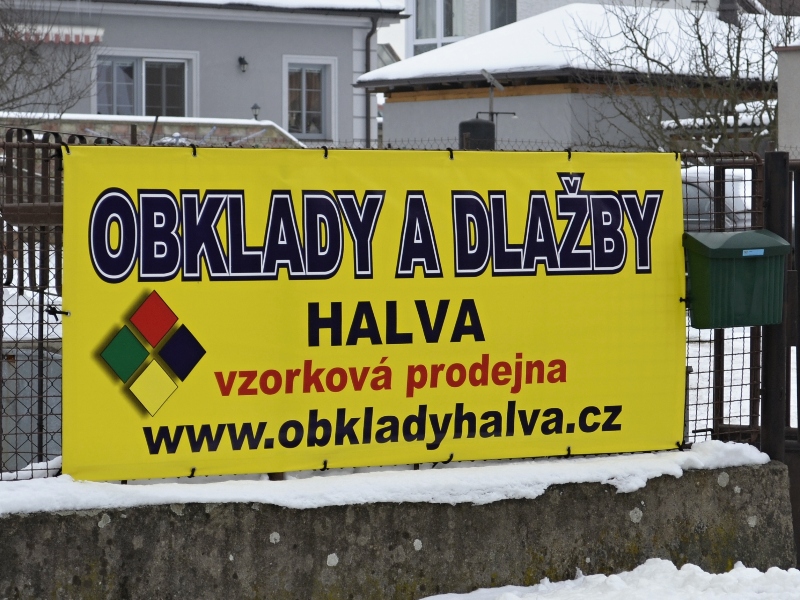 OBKLADY A DLAŽBY
HALVA
vzorková prodejna
www.obkladyhalva.cz